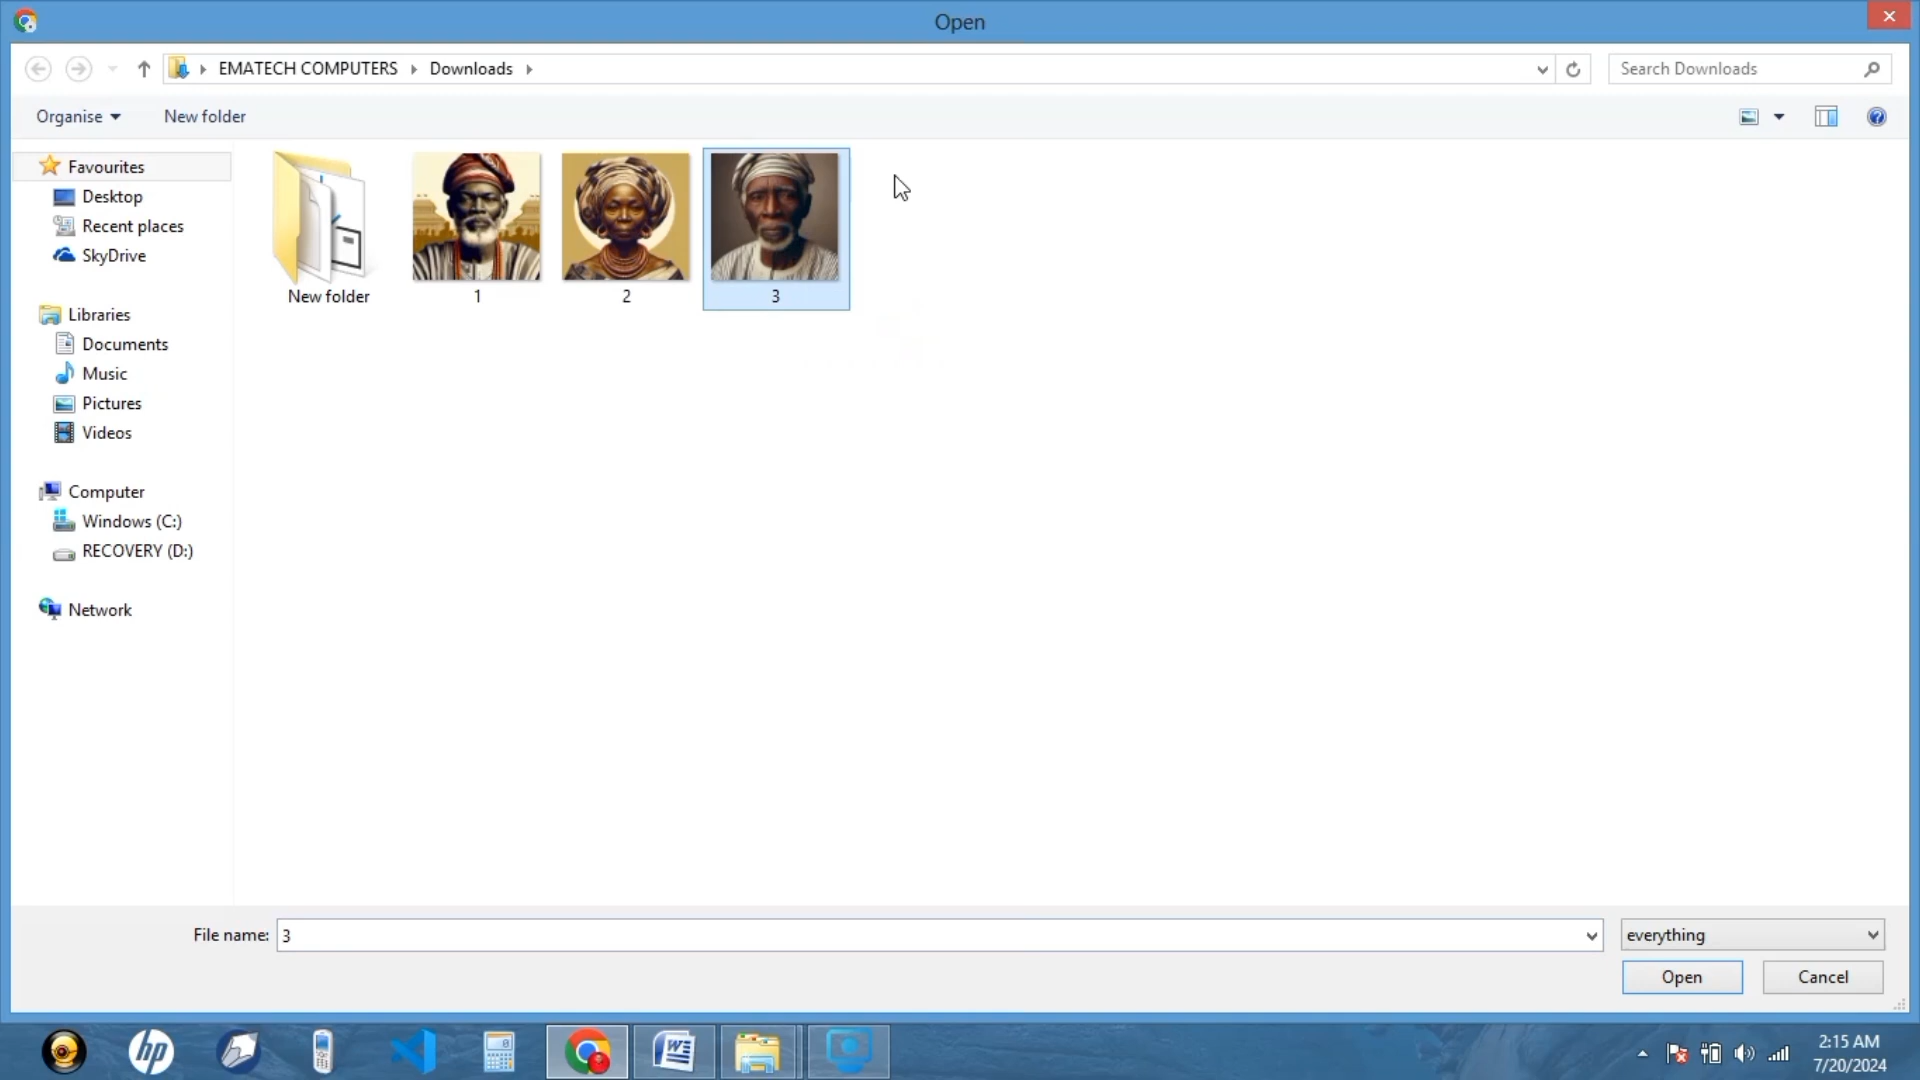 Open
EMATECH COMPUTERS Downloads
Search Downloads
Organise New folder
Favourites
Desktop
Recent places
SkyDrive
Libraries
Documents
Music
Pictures
Videos
Computer
Windows (C:)
RECOVERY (D:)
Network
New folder 1 2 3
File name: 3 everything
Open Cancel
hp
2:15 AM
7/20/2024